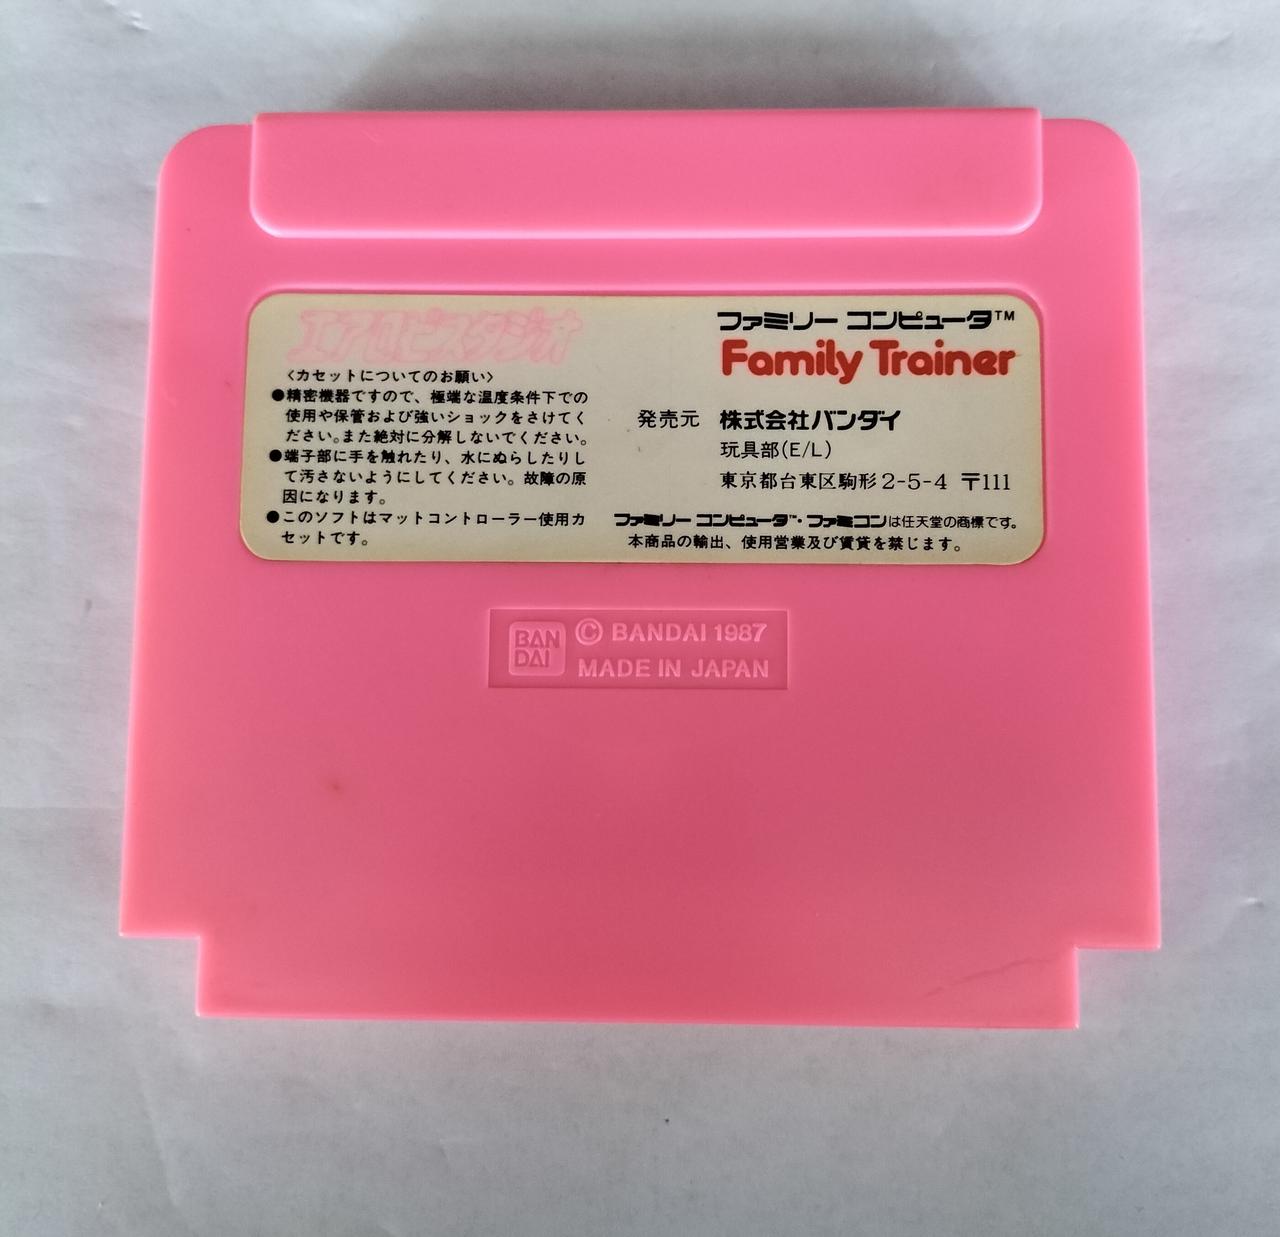 エアロビスタジオ
〈カセットについてのお願い〉
●精密機器ですので、極端な温度条件下での
使用や保管および強いショックをさけてく
ださい。また絶対に分解しないでください。
●端子部に手を触れたり、水にぬらしたりし
て汚さないようにしてください。故障の原
因になります。
●このソフトはマットコントローラー使用カ
セットです。
ファミリー コンピュータ™
Family Trainer
発売元 株式会社バンダイ
玩具部(E/L)
東京都台東区駒形2-5-4 〒111
ファミリー コンピュータ™・ファミコンは任天堂の商標です。
本商品の輸出、使用営業及び賃貸を禁じます。
BAN
DAI
© BANDAI 1987
MADE IN JAPAN